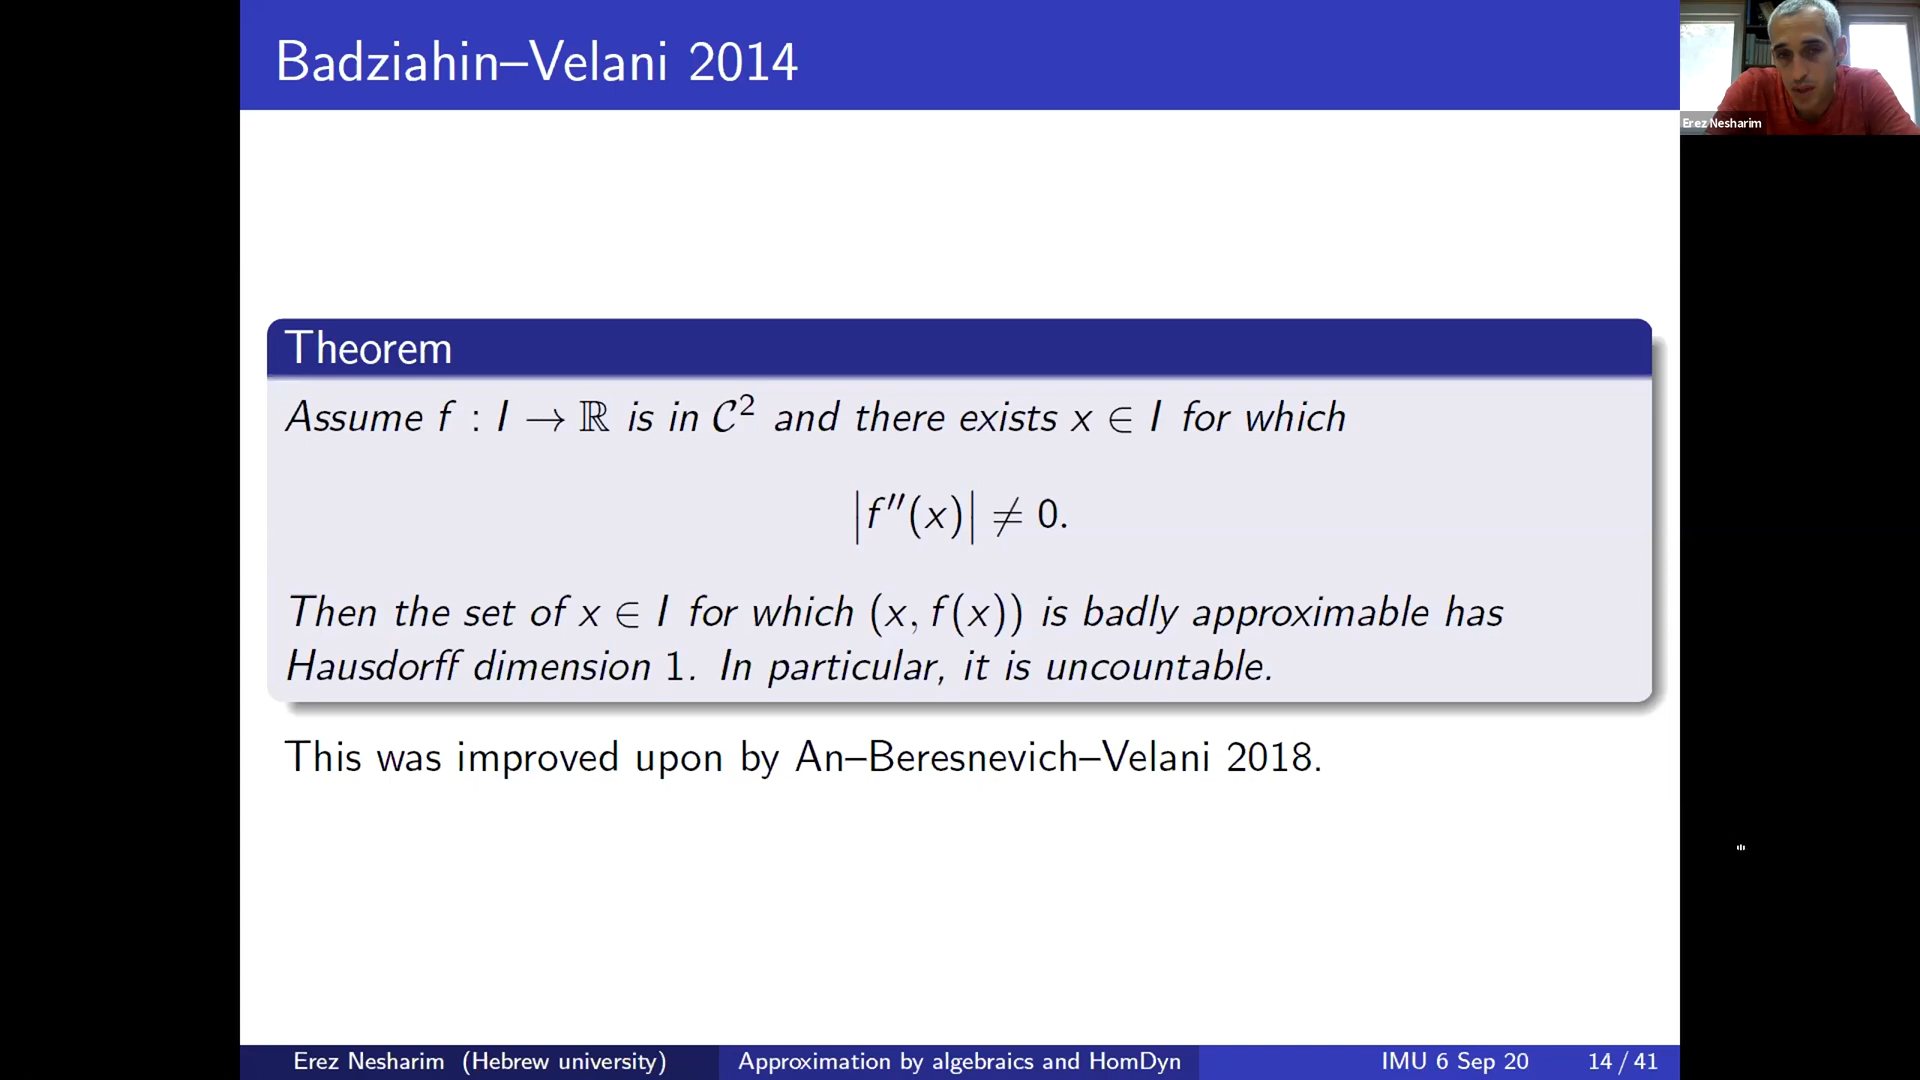 Badziahin–Velani 2014
Erez Nesharim
Theorem
Assume f : I → ℝ is in 𝒞² and there exists x ∈ I for which
|f″(x)| ≠ 0.
Then the set of x ∈ I for which (x, f(x)) is badly approximable has
Hausdorff dimension 1. In particular, it is uncountable.
This was improved upon by An–Beresnevich–Velani 2018.
Erez Nesharim (Hebrew university) Approximation by algebraics and HomDyn IMU 6 Sep 20 14 / 41